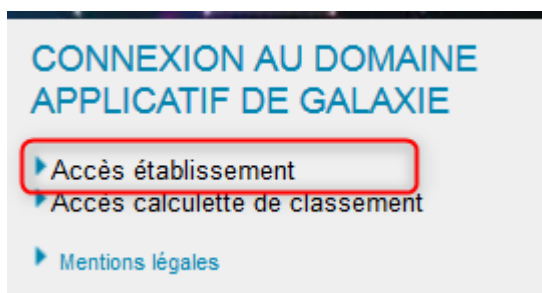 CONNEXION AU DOMAINE
APPLICATIF DE GALAXIE
Accès établissement
Accès calculette de classement
Mentions légales